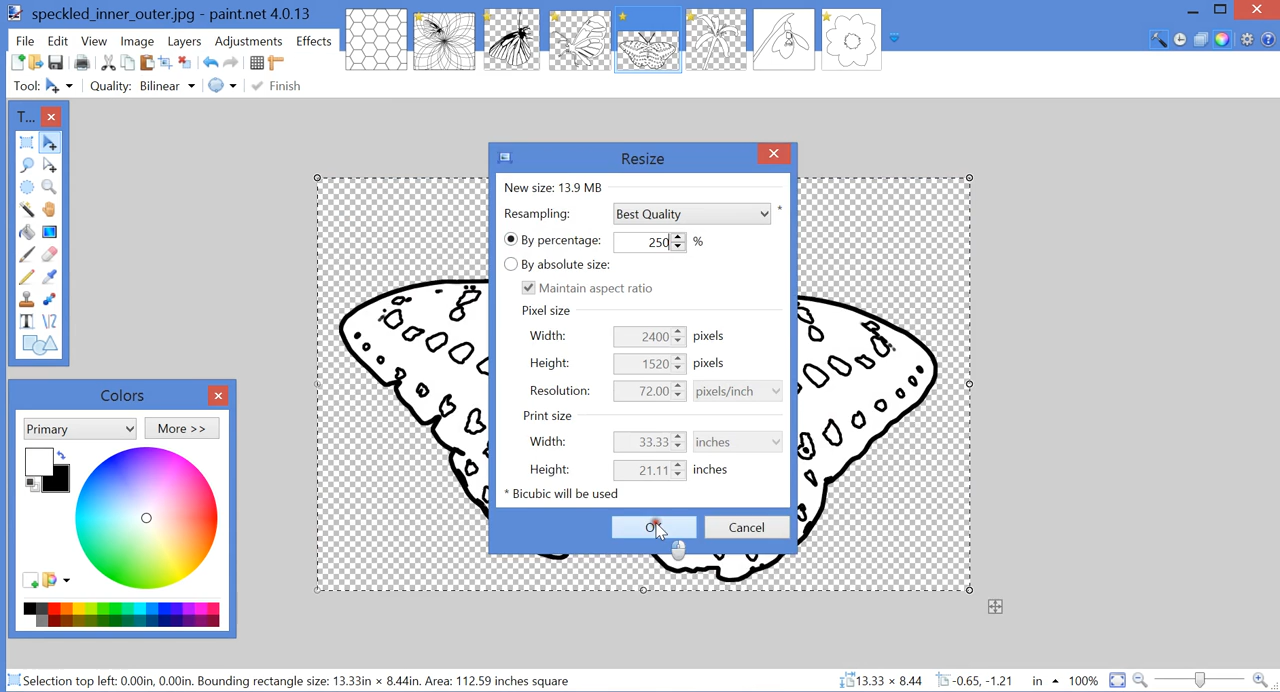 speckled_inner_outer.jpg - paint.net 4.0.13
File Edit View Image Layers Adjustments Effects
Tool: Quality: Bilinear Finish
T...
Resize
New size: 13.9 MB
Resampling: Best Quality *
By percentage: 250 %
By absolute size:
Maintain aspect ratio
Pixel size
Width: 2400 pixels
Height: 1520 pixels
Resolution: 72.00 pixels/inch
Print size
Width: 33.33 inches
Height: 21.11 inches
* Bicubic will be used
Cancel
Colors
Primary More >>
Selection top left: 0.00in, 0.00in. Bounding rectangle size: 13.33in × 8.44in. Area: 112.59 inches square 13.33 × 8.44 -0.65, -1.21 in 100%